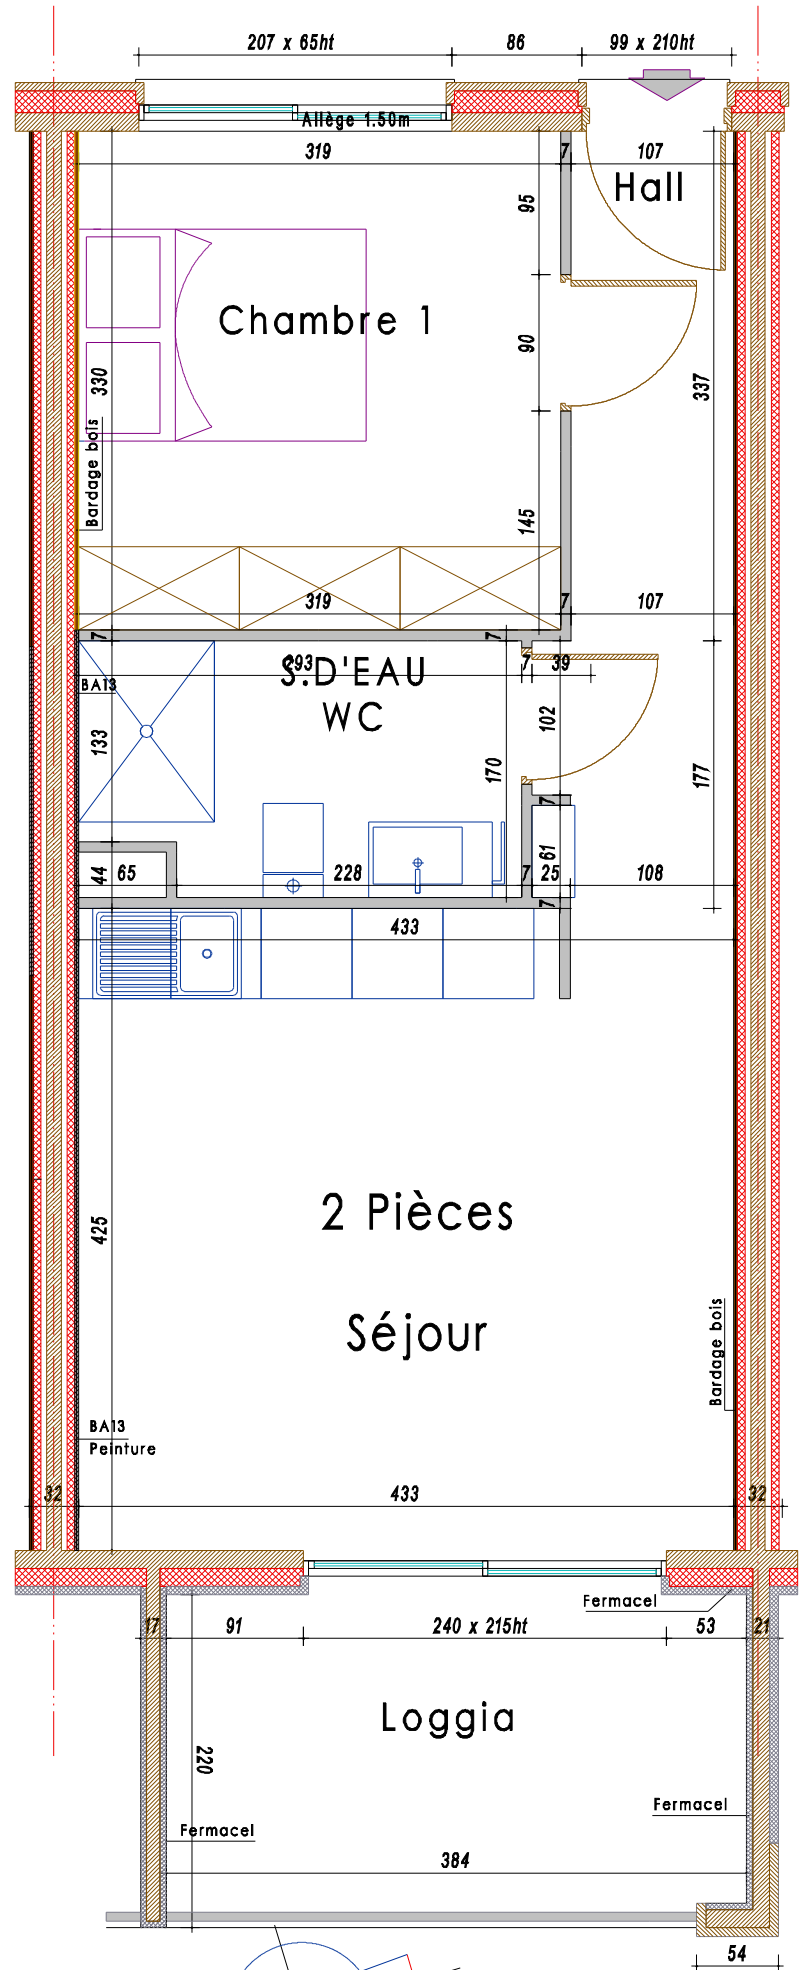 207 x 65ht 86 99 x 210ht
Allège 1.50m
319 7 107
Hall
95
Chambre 1
90
330
337
Bardage bois
145
319 7 107
7 7
293 7 39
S.D'EAU
WC
BA13
102
133
170
177
7
61
44 65 228 7 25 108
7
433
2 Pièces
425
Séjour
Bardage bois
BA13
Peinture
32 433 32
Fermacel
17 91 240 x 215ht 53 21
Loggia
220
Fermacel
Fermacel
384
54